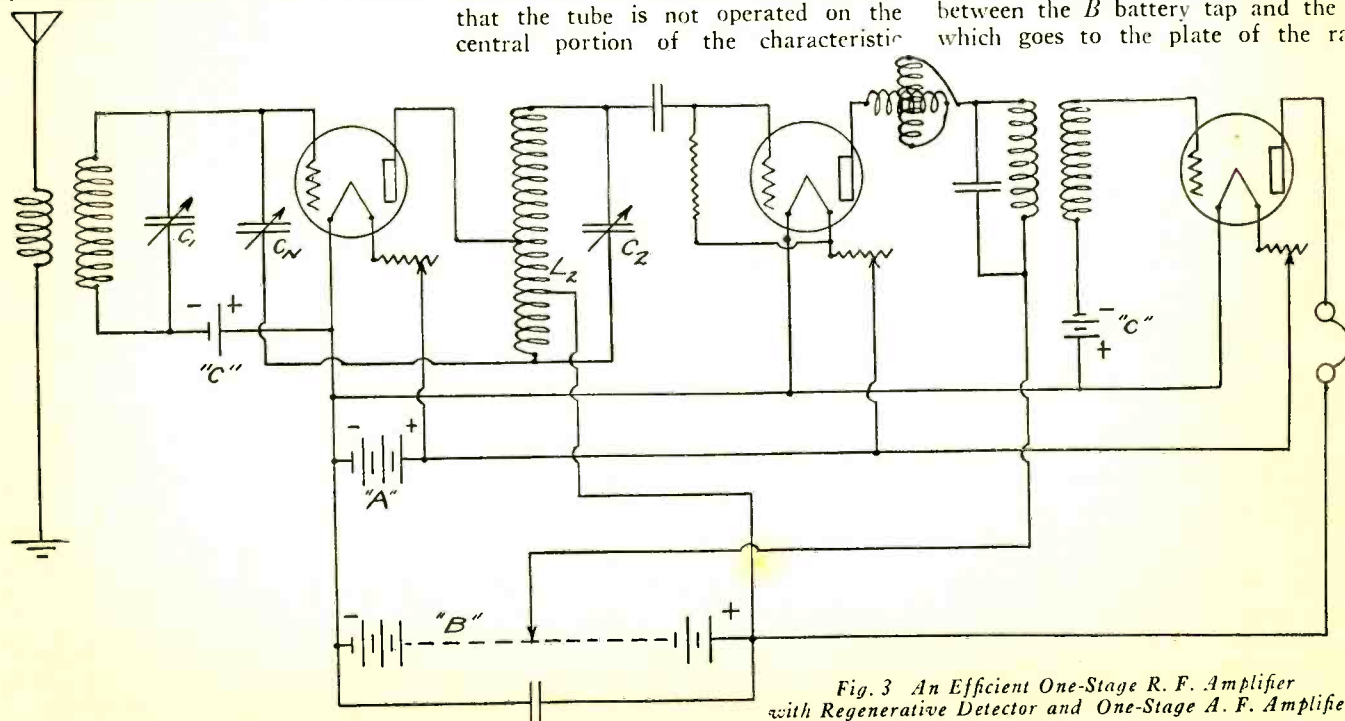 that the tube is not operated on the
central portion of the characteristic
between the B battery tap and the
which goes to the plate of the
C1
CN
L2
C2
- +
"C"
- "C"
+
- +
"A"
- "B" +
Fig. 3 An Efficient One-Stage R. F. Amplifier
with Regenerative Detector and One-Stage A. F. Amplifie